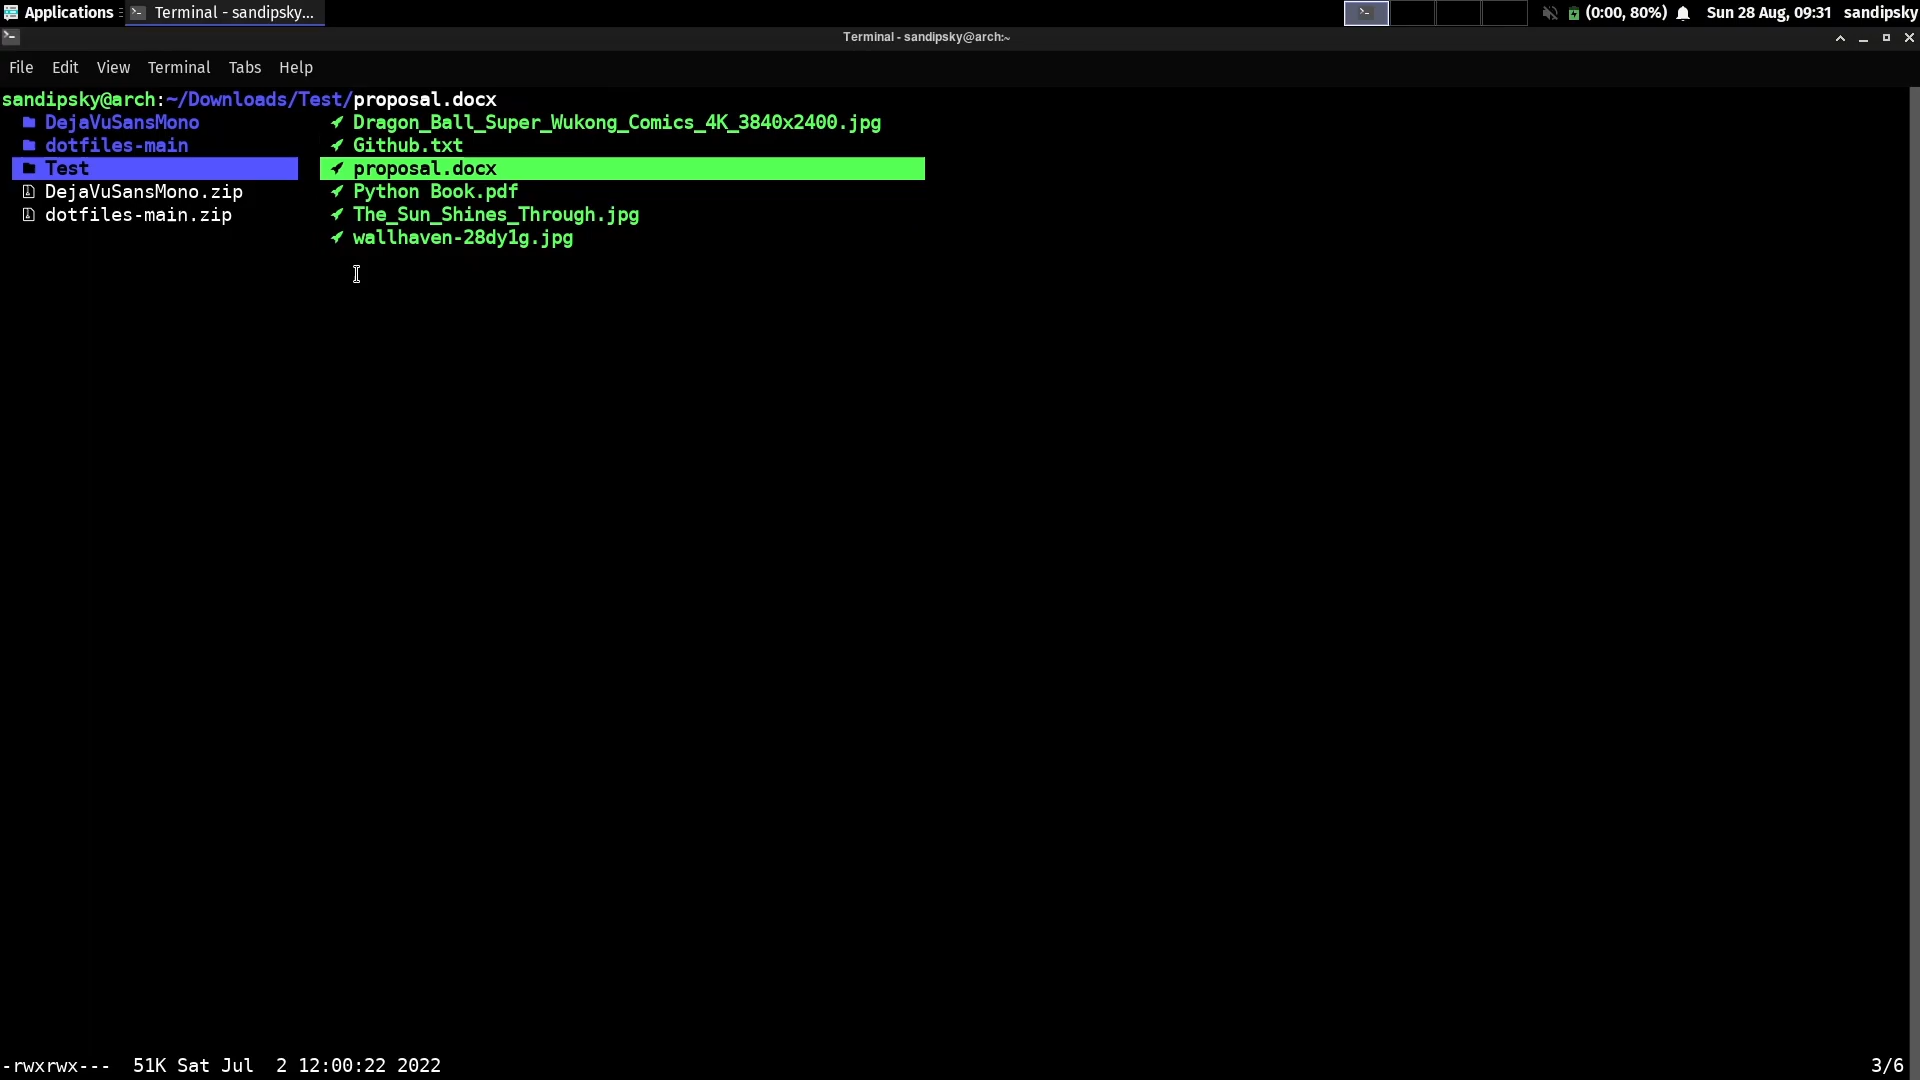 Applications Terminal - sandipsky... (0:00, 80%) Sun 28 Aug, 09:31 sandipsky
Terminal - sandipsky@arch:~
File Edit View Terminal Tabs Help
sandipsky@arch:~/Downloads/Test/proposal.docx
DejaVuSansMono Dragon_Ball_Super_Wukong_Comics_4K_3840x2400.jpg
dotfiles-main Github.txt
Test proposal.docx
DejaVuSansMono.zip Python Book.pdf
dotfiles-main.zip The_Sun_Shines_Through.jpg
wallhaven-28dy1g.jpg
-rwxrwx--- 51K Sat Jul 2 12:00:22 2022 3/6